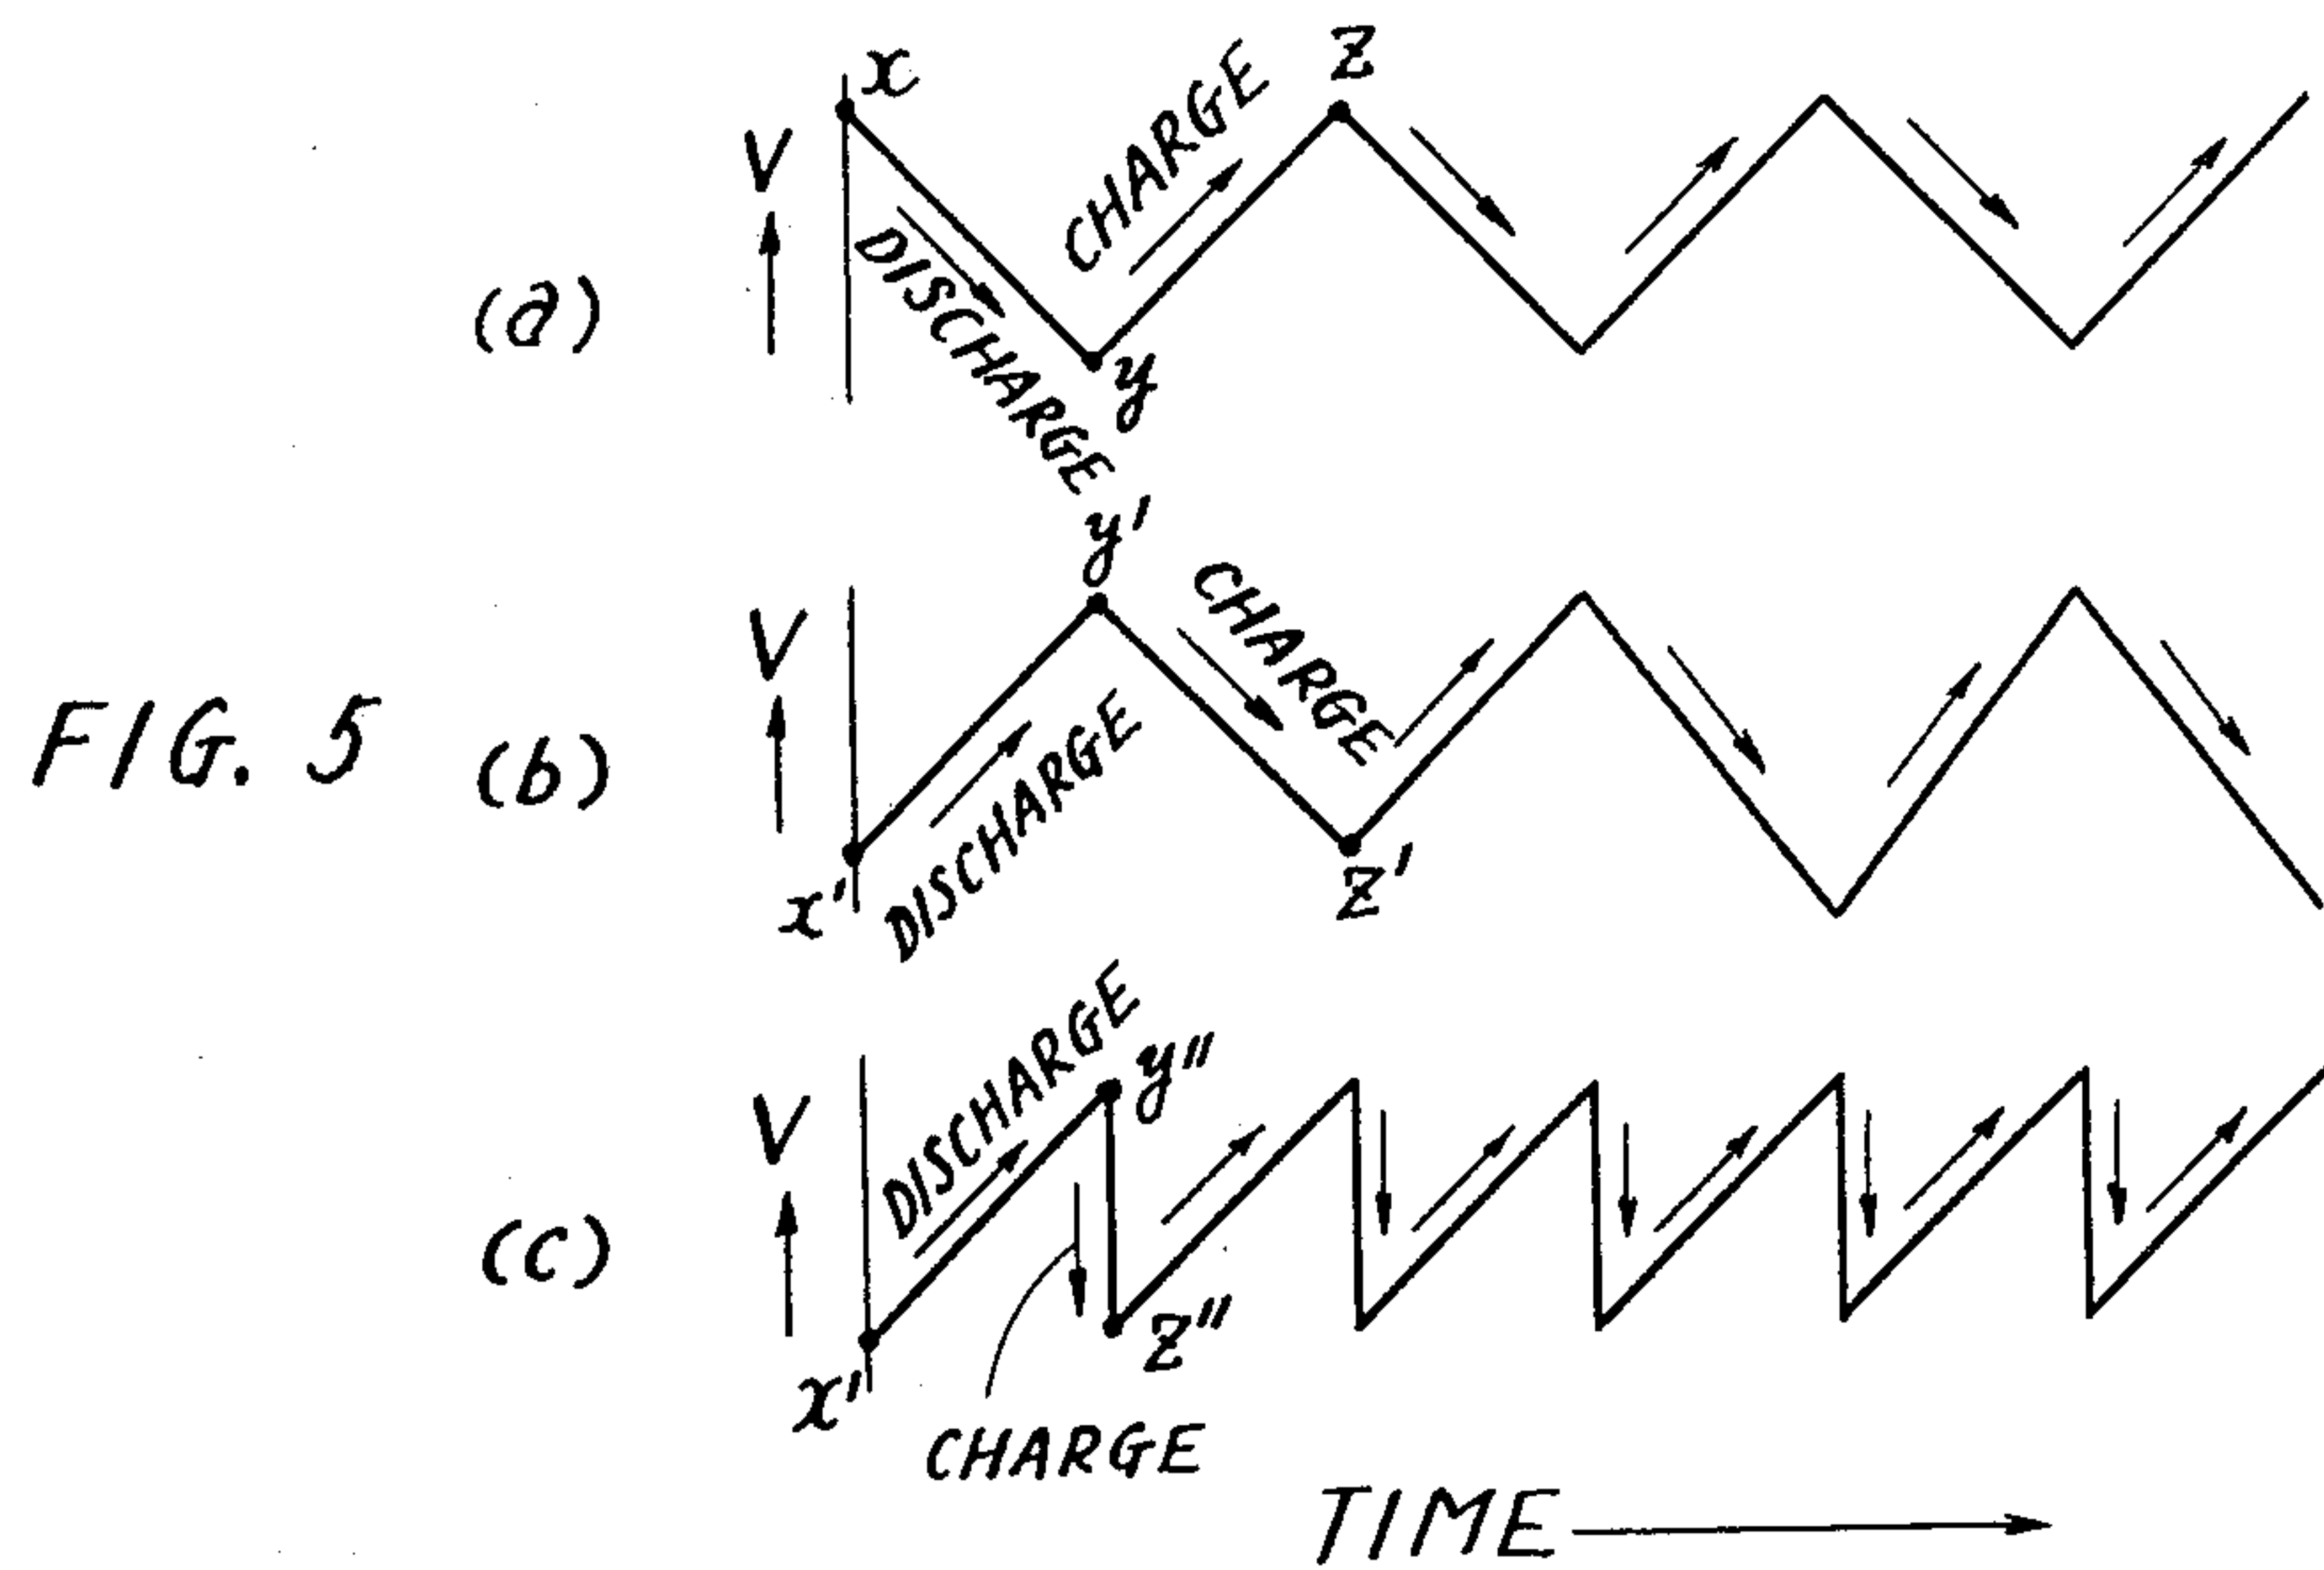 x
CHARGE
z
V
DISCHARGE
(a)
y
y'
V
CHARGE
FIG. 5
(b)
DISCHARGE
x'
z'
DISCHARGE
y"
V
(c)
z"
x'
CHARGE
TIME